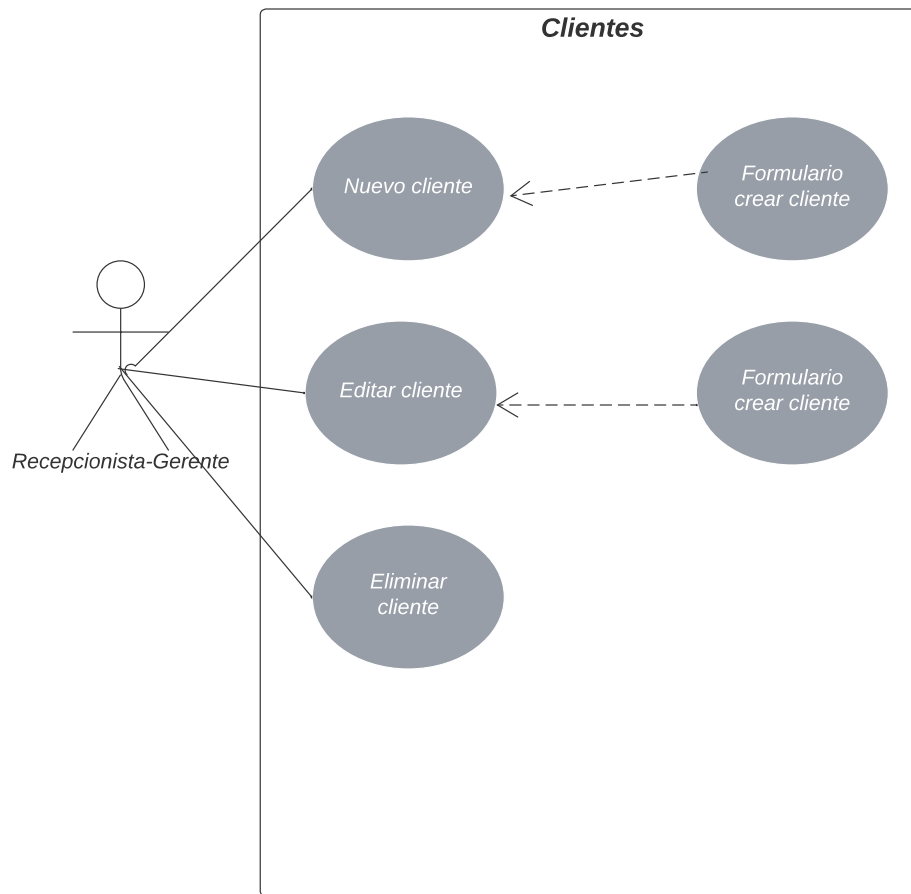 Clientes
Nuevo cliente
Formulario
crear cliente
Editar cliente
Formulario
crear cliente
Recepcionista-Gerente
Eliminar
cliente